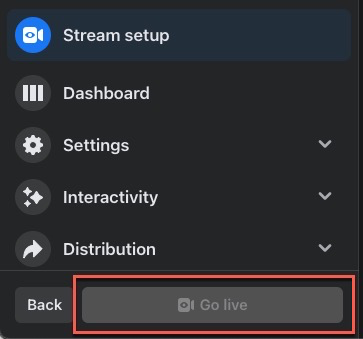 Stream setup
Dashboard
Settings
Interactivity
Distribution
Back Go live